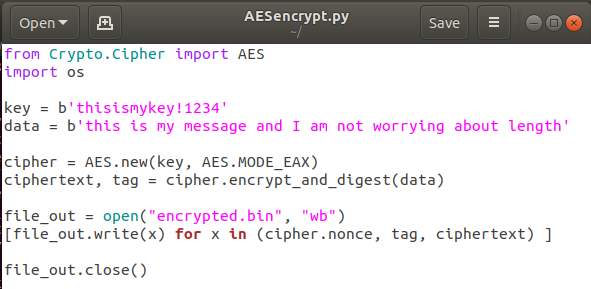 Open
AESencrypt.py
~/
Save
from Crypto.Cipher import AES
import os
key = b'thisismykey!1234'
data = b'this is my message and I am not worrying about length'
cipher = AES.new(key, AES.MODE_EAX)
ciphertext, tag = cipher.encrypt_and_digest(data)
file_out = open("encrypted.bin", "wb")
[file_out.write(x) for x in (cipher.nonce, tag, ciphertext) ]
file_out.close()